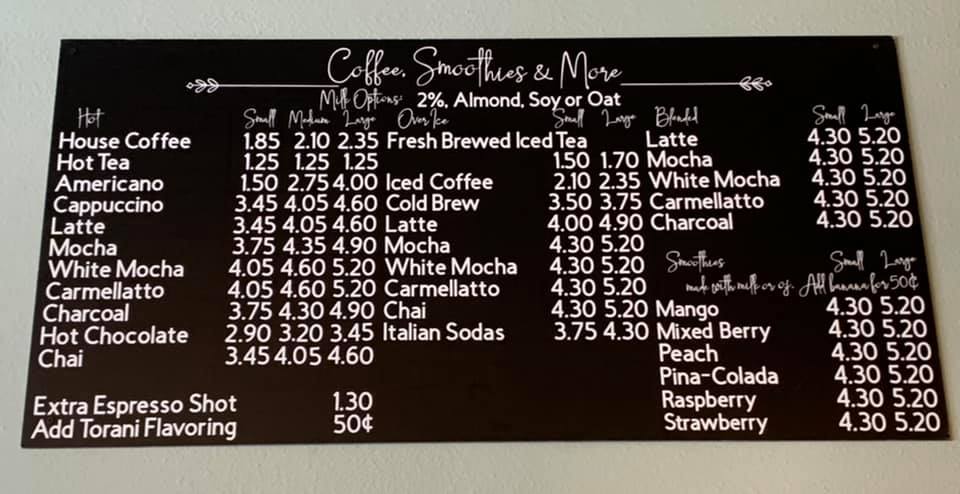 Coffee, Smoothies & More
Milk Options: 2%, Almond, Soy or Oat
Hot Small Medium Large
House Coffee 1.85 2.10 2.35
Hot Tea 1.25 1.25 1.25
Americano 1.50 2.75 4.00
Cappuccino 3.45 4.05 4.60
Latte 3.45 4.05 4.60
Mocha 3.75 4.35 4.90
White Mocha 4.05 4.60 5.20
Carmellatto 4.05 4.60 5.20
Charcoal 3.75 4.30 4.90
Hot Chocolate 2.90 3.20 3.45
Chai 3.45 4.05 4.60
Extra Espresso Shot 1.30
Add Torani Flavoring 50¢
Over Ice Small Large
Fresh Brewed Iced Tea
1.50 1.70
Iced Coffee 2.10 2.35
Cold Brew 3.50 3.75
Latte 4.00 4.90
Mocha 4.30 5.20
White Mocha 4.30 5.20
Carmellatto 4.30 5.20
Chai 4.30 5.20
Italian Sodas 3.75 4.30
Blended Small Large
Latte 4.30 5.20
Mocha 4.30 5.20
White Mocha 4.30 5.20
Carmellatto 4.30 5.20
Charcoal 4.30 5.20
Smoothies Small Large
made with milk or oj. Add banana for 50¢
Mango 4.30 5.20
Mixed Berry 4.30 5.20
Peach 4.30 5.20
Pina-Colada 4.30 5.20
Raspberry 4.30 5.20
Strawberry 4.30 5.20